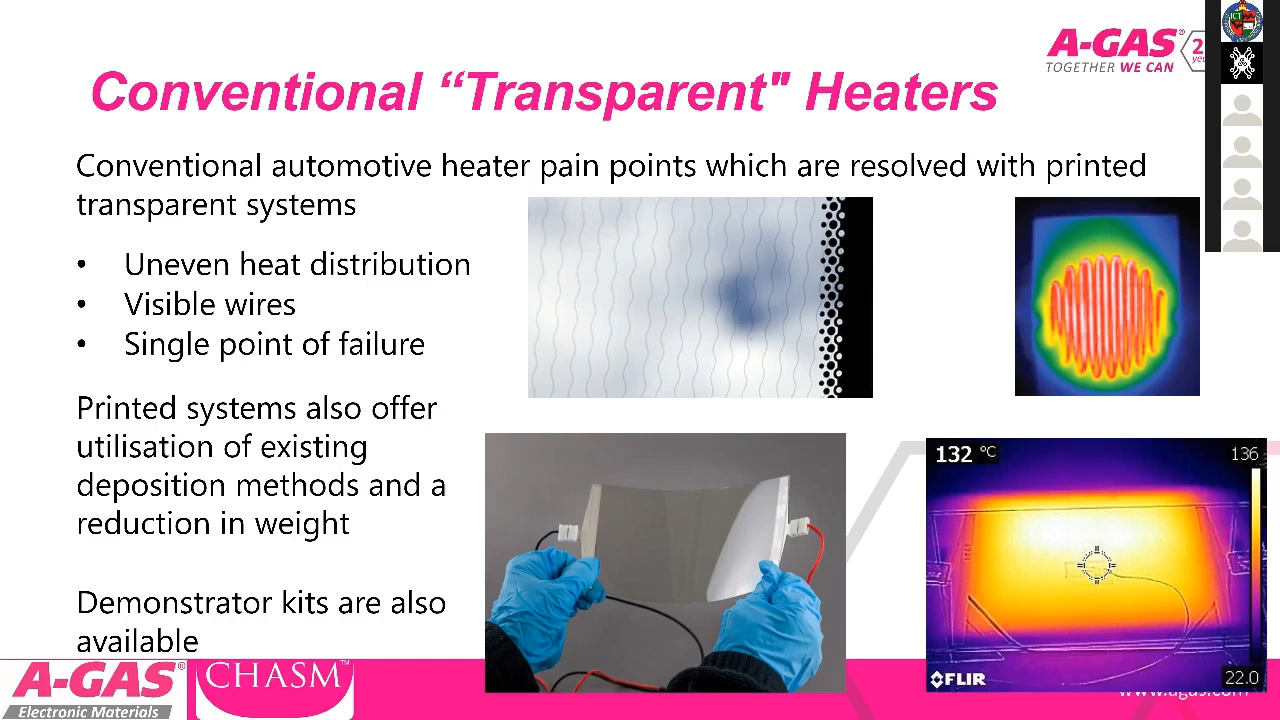 A-GAS®
TOGETHER WE CAN
Conventional “Transparent" Heaters
Conventional automotive heater pain points which are resolved with printed
transparent systems
• Uneven heat distribution
• Visible wires
• Single point of failure
Printed systems also offer
utilisation of existing
deposition methods and a
reduction in weight
Demonstrator kits are also
available
132 °C
136
FLIR
22.0
A-GAS®
Electronic Materials
CHASM™
ICT